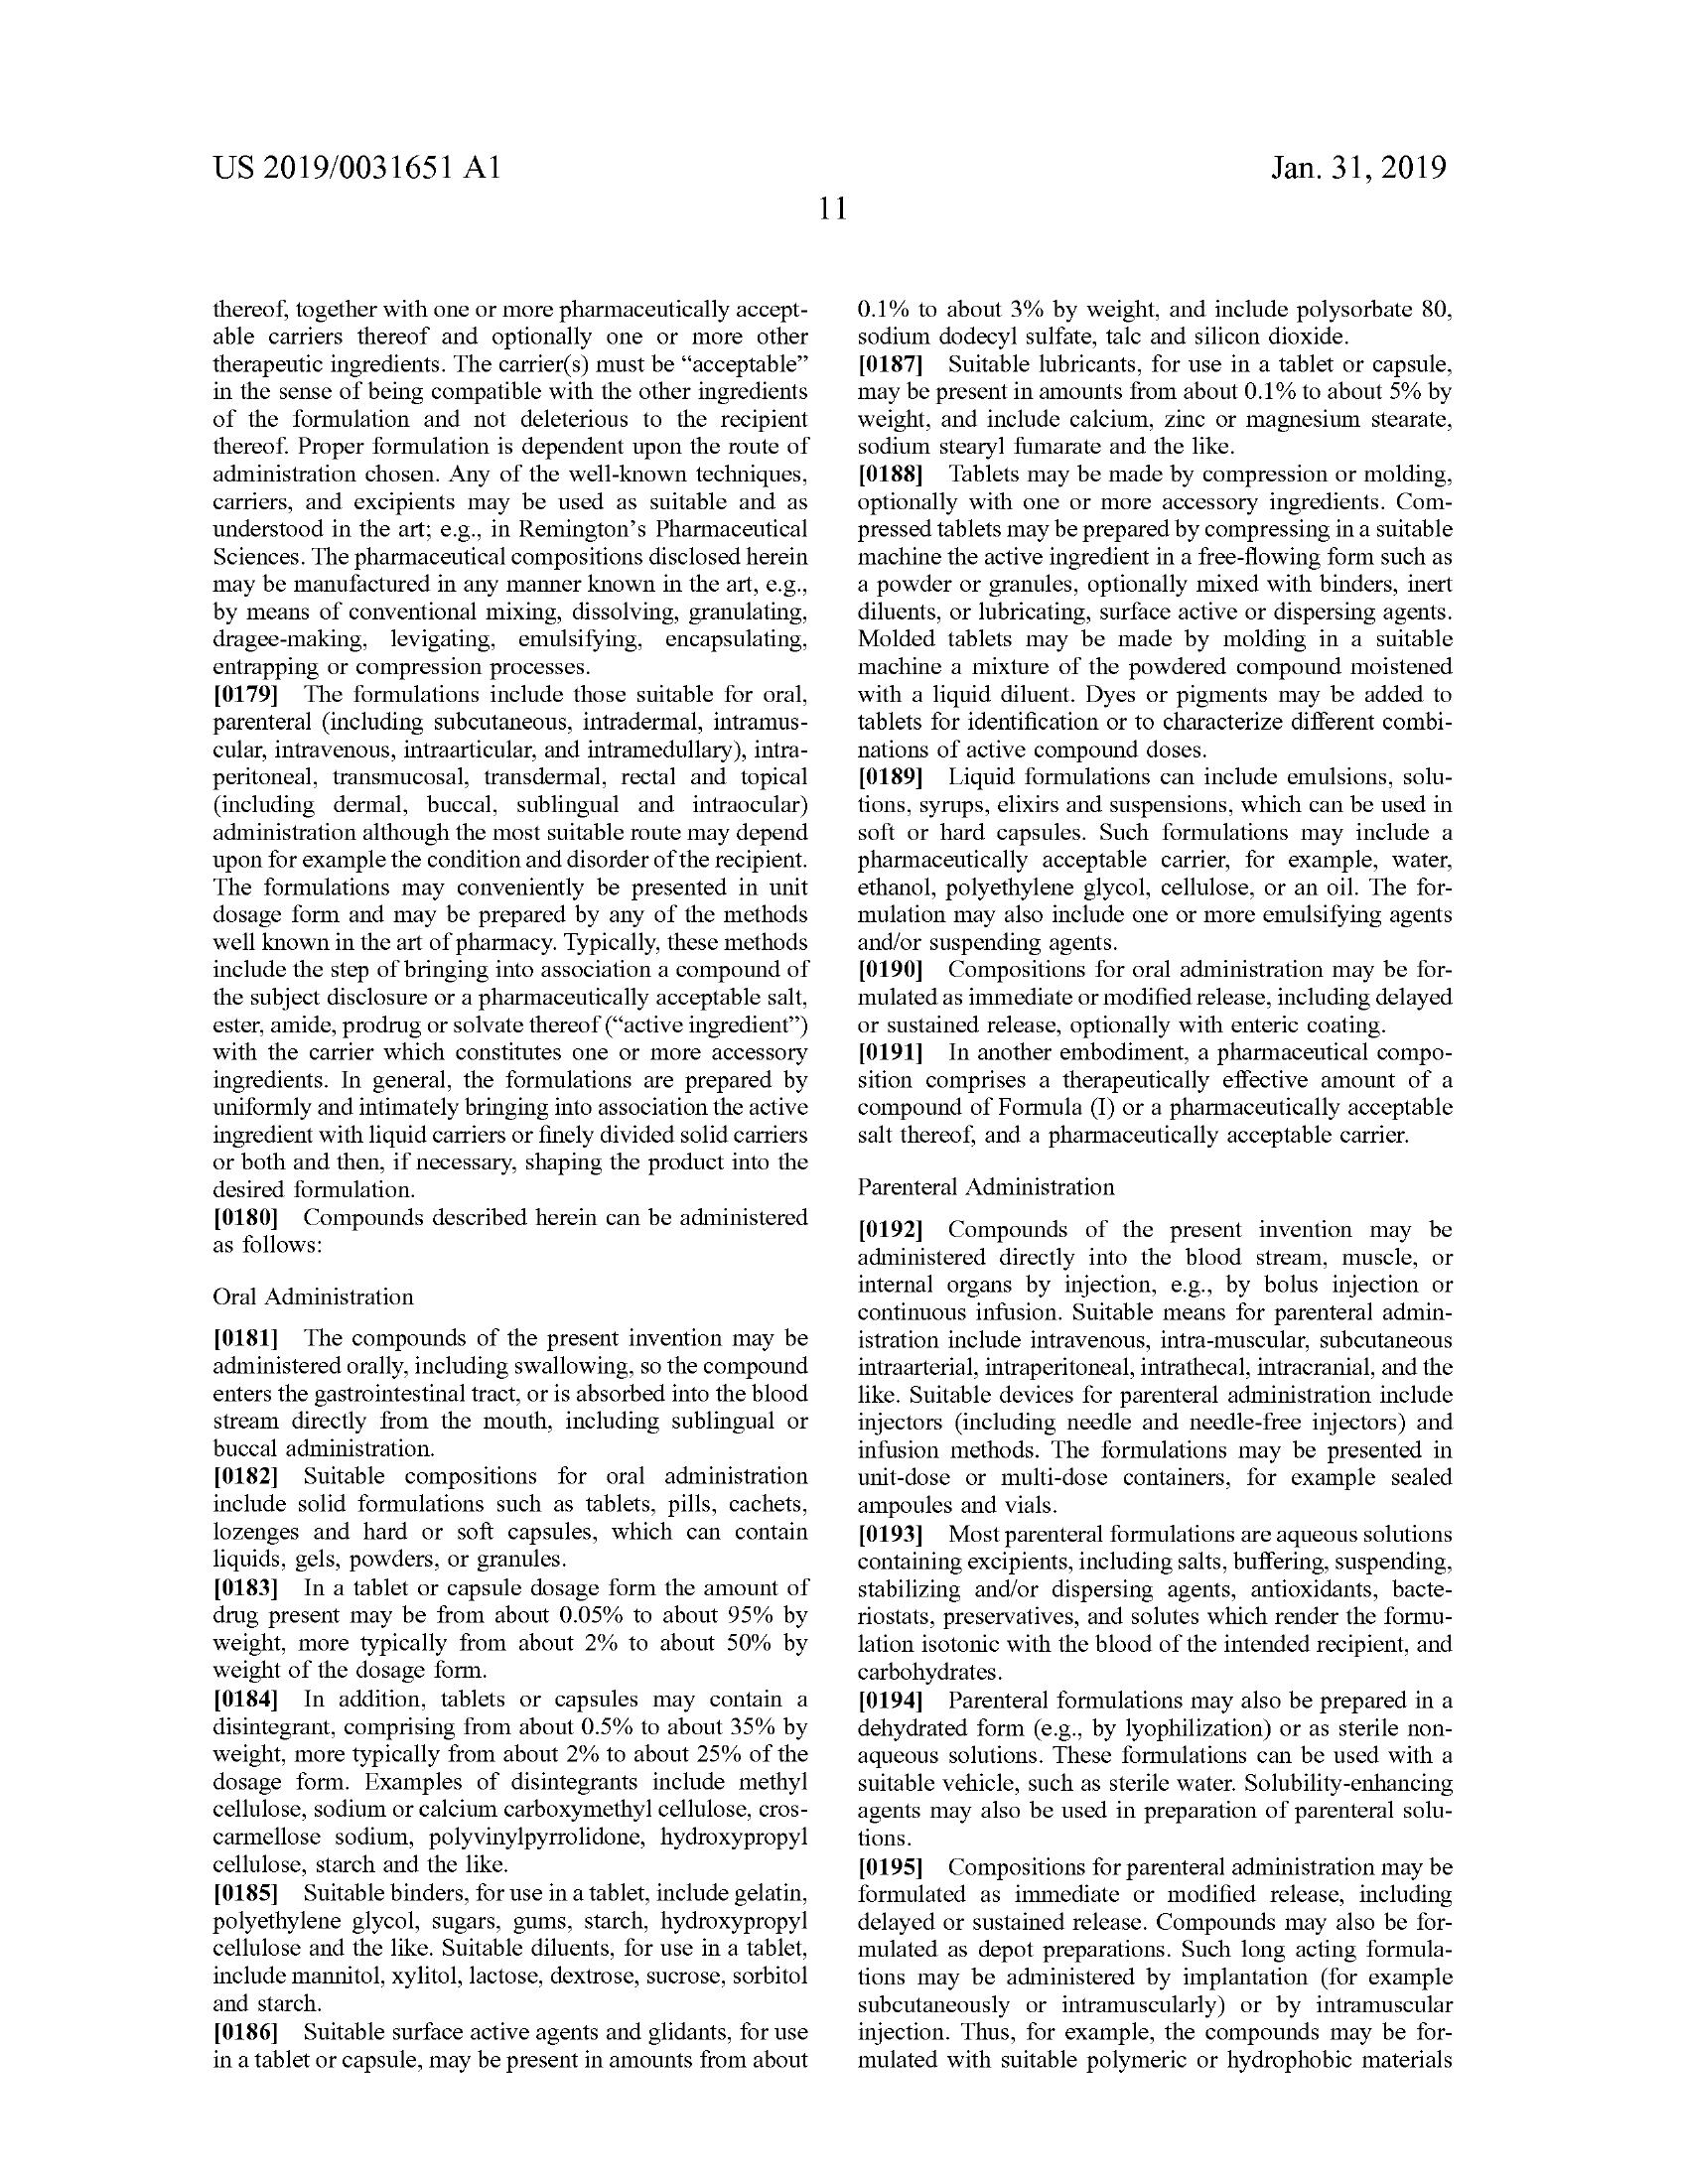 US 2019/0031651 A1
Jan. 31, 2019
11
thereof, together with one or more pharmaceutically accept-
able carriers thereof and optionally one or more other
therapeutic ingredients. The carrier(s) must be “acceptable”
in the sense of being compatible with the other ingredients
of the formulation and not deleterious to the recipient
thereof. Proper formulation is dependent upon the route of
administration chosen. Any of the well-known techniques,
carriers, and excipients may be used as suitable and as
understood in the art; e.g., in Remington’s Pharmaceutical
Sciences. The pharmaceutical compositions disclosed herein
may be manufactured in any manner known in the art, e.g.,
by means of conventional mixing, dissolving, granulating,
dragee-making, levigating, emulsifying, encapsulating,
entrapping or compression processes.
[0179] The formulations include those suitable for oral,
parenteral (including subcutaneous, intradermal, intramus-
cular, intravenous, intraarticular, and intramedullary), intra-
peritoneal, transmucosal, transdermal, rectal and topical
(including dermal, buccal, sublingual and intraocular)
administration although the most suitable route may depend
upon for example the condition and disorder of the recipient.
The formulations may conveniently be presented in unit
dosage form and may be prepared by any of the methods
well known in the art of pharmacy. Typically, these methods
include the step of bringing into association a compound of
the subject disclosure or a pharmaceutically acceptable salt,
ester, amide, prodrug or solvate thereof (“active ingredient”)
with the carrier which constitutes one or more accessory
ingredients. In general, the formulations are prepared by
uniformly and intimately bringing into association the active
ingredient with liquid carriers or finely divided solid carriers
or both and then, if necessary, shaping the product into the
desired formulation.
[0180] Compounds described herein can be administered
as follows:
Oral Administration
[0181] The compounds of the present invention may be
administered orally, including swallowing, so the compound
enters the gastrointestinal tract, or is absorbed into the blood
stream directly from the mouth, including sublingual or
buccal administration.
[0182] Suitable compositions for oral administration
include solid formulations such as tablets, pills, cachets,
lozenges and hard or soft capsules, which can contain
liquids, gels, powders, or granules.
[0183] In a tablet or capsule dosage form the amount of
drug present may be from about 0.05% to about 95% by
weight, more typically from about 2% to about 50% by
weight of the dosage form.
[0184] In addition, tablets or capsules may contain a
disintegrant, comprising from about 0.5% to about 35% by
weight, more typically from about 2% to about 25% of the
dosage form. Examples of disintegrants include methyl
cellulose, sodium or calcium carboxymethyl cellulose, cros-
carmellose sodium, polyvinylpyrrolidone, hydroxypropyl
cellulose, starch and the like.
[0185] Suitable binders, for use in a tablet, include gelatin,
polyethylene glycol, sugars, gums, starch, hydroxypropyl
cellulose and the like. Suitable diluents, for use in a tablet,
include mannitol, xylitol, lactose, dextrose, sucrose, sorbitol
and starch.
[0186] Suitable surface active agents and glidants, for use
in a tablet or capsule, may be present in amounts from about
0.1% to about 3% by weight, and include polysorbate 80,
sodium dodecyl sulfate, talc and silicon dioxide.
[0187] Suitable lubricants, for use in a tablet or capsule,
may be present in amounts from about 0.1% to about 5% by
weight, and include calcium, zinc or magnesium stearate,
sodium stearyl fumarate and the like.
[0188] Tablets may be made by compression or molding,
optionally with one or more accessory ingredients. Com-
pressed tablets may be prepared by compressing in a suitable
machine the active ingredient in a free-flowing form such as
a powder or granules, optionally mixed with binders, inert
diluents, or lubricating, surface active or dispersing agents.
Molded tablets may be made by molding in a suitable
machine a mixture of the powdered compound moistened
with a liquid diluent. Dyes or pigments may be added to
tablets for identification or to characterize different combi-
nations of active compound doses.
[0189] Liquid formulations can include emulsions, solu-
tions, syrups, elixirs and suspensions, which can be used in
soft or hard capsules. Such formulations may include a
pharmaceutically acceptable carrier, for example, water,
ethanol, polyethylene glycol, cellulose, or an oil. The for-
mulation may also include one or more emulsifying agents
and/or suspending agents.
[0190] Compositions for oral administration may be for-
mulated as immediate or modified release, including delayed
or sustained release, optionally with enteric coating.
[0191] In another embodiment, a pharmaceutical compo-
sition comprises a therapeutically effective amount of a
compound of Formula (I) or a pharmaceutically acceptable
salt thereof, and a pharmaceutically acceptable carrier.
Parenteral Administration
[0192] Compounds of the present invention may be
administered directly into the blood stream, muscle, or
internal organs by injection, e.g., by bolus injection or
continuous infusion. Suitable means for parenteral admin-
istration include intravenous, intra-muscular, subcutaneous
intraarterial, intraperitoneal, intrathecal, intracranial, and the
like. Suitable devices for parenteral administration include
injectors (including needle and needle-free injectors) and
infusion methods. The formulations may be presented in
unit-dose or multi-dose containers, for example sealed
ampoules and vials.
[0193] Most parenteral formulations are aqueous solutions
containing excipients, including salts, buffering, suspending,
stabilizing and/or dispersing agents, antioxidants, bacte-
riostats, preservatives, and solutes which render the formu-
lation isotonic with the blood of the intended recipient, and
carbohydrates.
[0194] Parenteral formulations may also be prepared in a
dehydrated form (e.g., by lyophilization) or as sterile non-
aqueous solutions. These formulations can be used with a
suitable vehicle, such as sterile water. Solubility-enhancing
agents may also be used in preparation of parenteral solu-
tions.
[0195] Compositions for parenteral administration may be
formulated as immediate or modified release, including
delayed or sustained release. Compounds may also be for-
mulated as depot preparations. Such long acting formula-
tions may be administered by implantation (for example
subcutaneously or intramuscularly) or by intramuscular
injection. Thus, for example, the compounds may be for-
mulated with suitable polymeric or hydrophobic materials